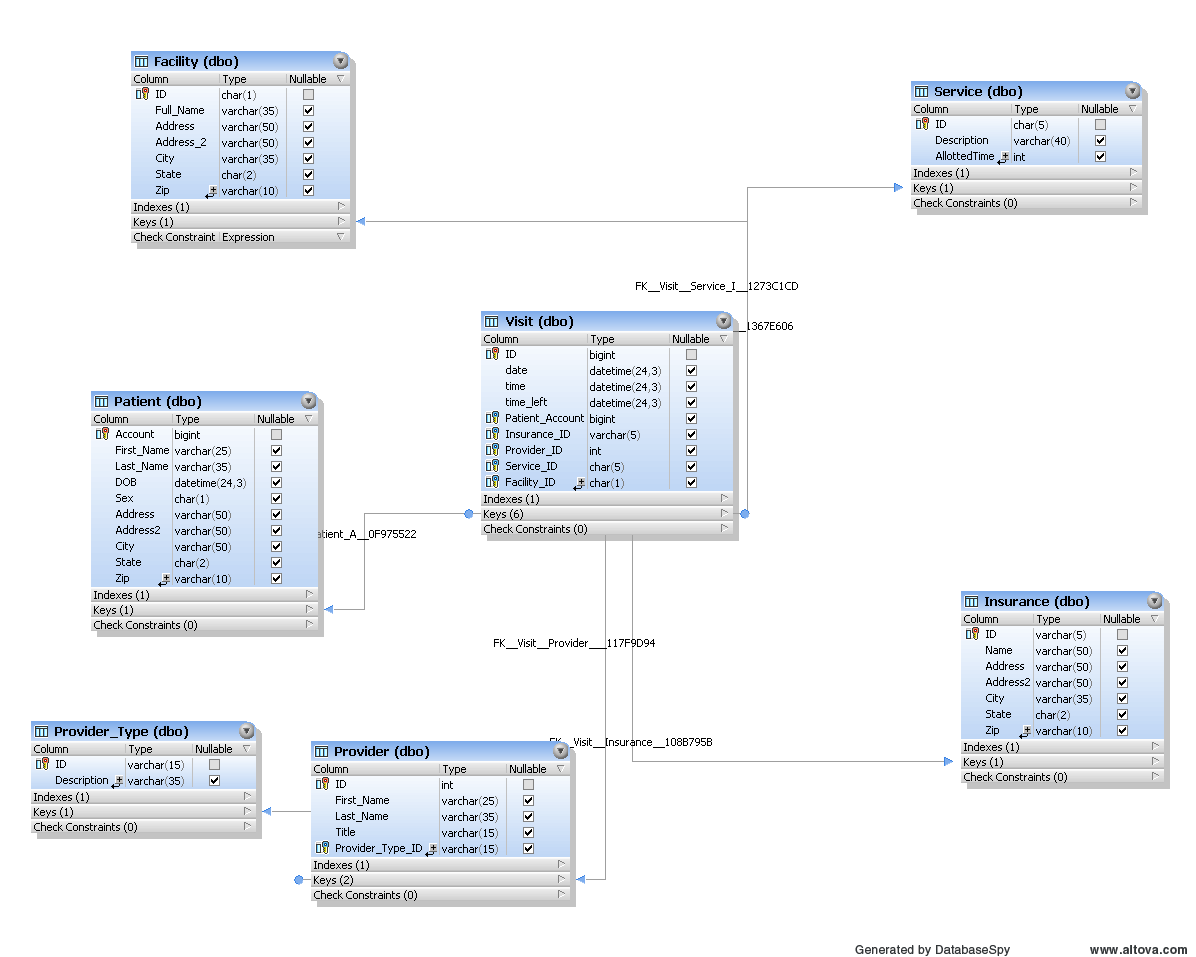 Facility (dbo)
Column Type Nullable
ID char(1)
Full_Name varchar(35)
Address varchar(50)
Address_2 varchar(50)
City varchar(35)
State char(2)
Zip varchar(10)
Indexes (1)
Keys (1)
Check Constraint Expression
Service (dbo)
Column Type Nullable
ID char(5)
Description varchar(40)
AllottedTime int
Indexes (1)
Keys (1)
Check Constraints (0)
FK__Visit__Service_I__1273C1CD
__1367E606
Visit (dbo)
Column Type Nullable
ID bigint
date datetime(24,3)
time datetime(24,3)
time_left datetime(24,3)
Patient_Account bigint
Insurance_ID varchar(5)
Provider_ID int
Service_ID char(5)
Facility_ID char(1)
Indexes (1)
Keys (6)
Check Constraints (0)
Patient (dbo)
Column Type Nullable
Account bigint
First_Name varchar(25)
Last_Name varchar(35)
DOB datetime(24,3)
Sex char(1)
Address varchar(50)
Address2 varchar(50)
City varchar(50)
State char(2)
Zip varchar(10)
Indexes (1)
Keys (1)
Check Constraints (0)
atient_A__0F975522
FK__Visit__Provider___117F9D94
FK__Visit__Insurance__108B795B
Insurance (dbo)
Column Type Nullable
ID varchar(5)
Name varchar(50)
Address varchar(50)
Address2 varchar(50)
City varchar(35)
State char(2)
Zip varchar(10)
Indexes (1)
Keys (1)
Check Constraints (0)
Provider_Type (dbo)
Column Type Nullable
ID varchar(15)
Description varchar(35)
Indexes (1)
Keys (1)
Check Constraints (0)
Provider (dbo)
Column Type Nullable
ID int
First_Name varchar(25)
Last_Name varchar(35)
Title varchar(15)
Provider_Type_ID varchar(15)
Indexes (1)
Keys (2)
Check Constraints (0)
Generated by DatabaseSpy www.altova.com